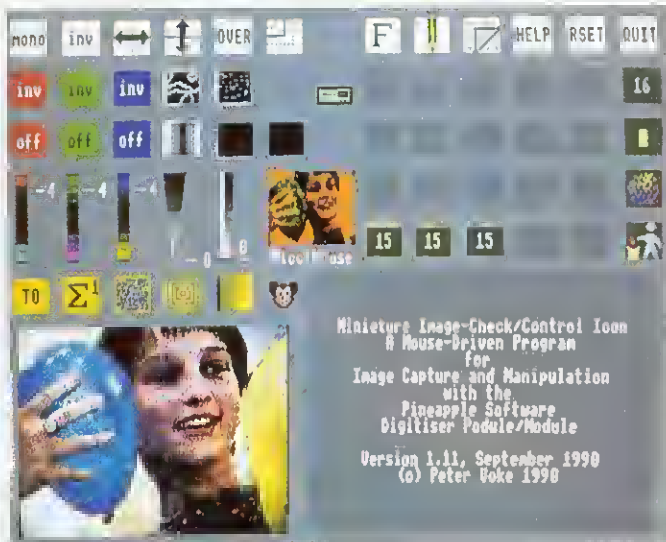 mono inv OVER F HELP RSET QUIT
inv inv inv 16
off off off
-4 -4 -4
-0 0
15 15 15
TO Σ1
Miniature Image-Check/Control Icon
A Mouse-Driven Program
for
Image Capture and Manipulation
with the
Pineapple Software
Digitiser Podule/Module
Version 1.11, September 1990
(c) Peter Voke 1990